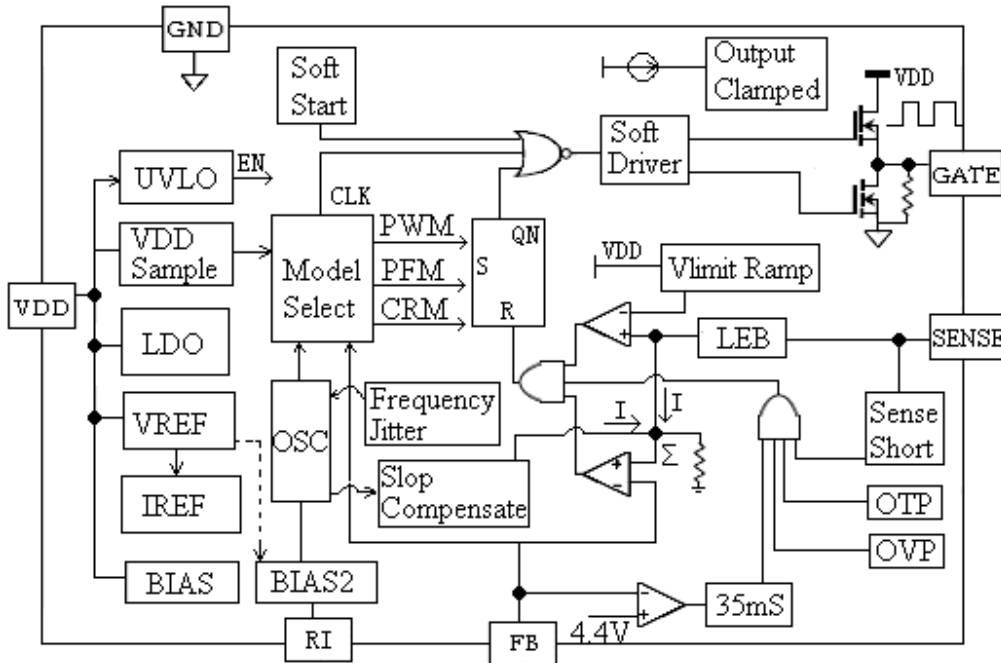 GND
Soft
Start
Output
Clamped
VDD
UVLO
EN
CLK
Soft
Driver
GATE
VDD
Sample
Model
Select
PWM
PFM
CRM
S
QN
R
VDD
Vlimit Ramp
VDD
LDO
LEB
SENSE
VREF
OSC
Frequency
Jitter
I
I
Σ
Sense
Short
IREF
Slop
Compensate
OTP
OVP
BIAS
BIAS2
35mS
4.4V
RI
FB